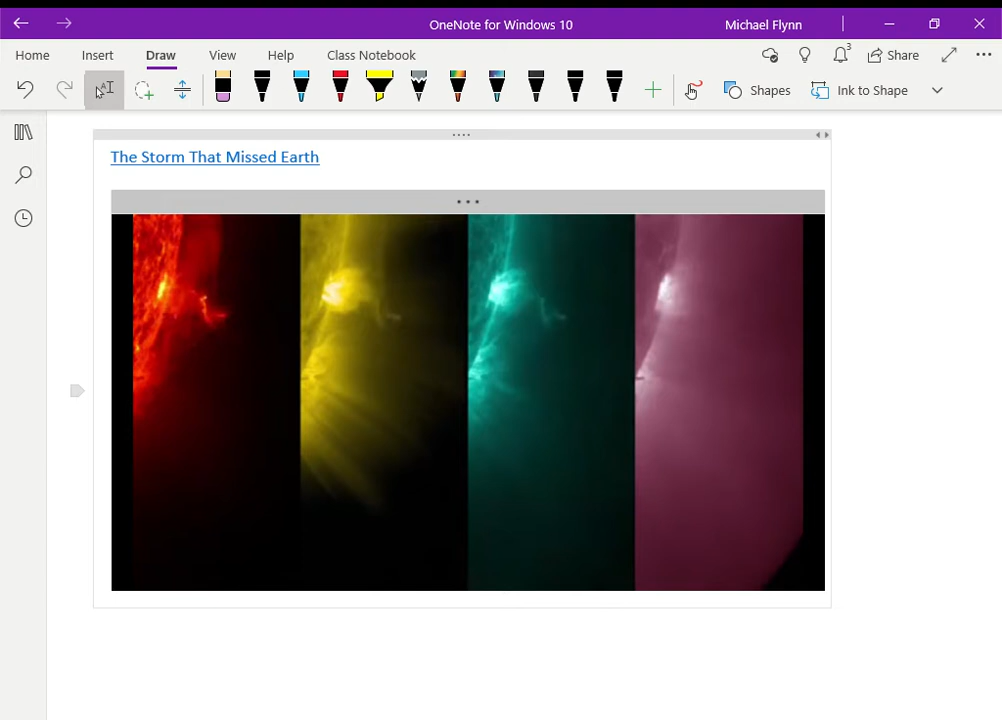 OneNote for Windows 10
Michael Flynn
Home
Insert
Draw
View
Help
Class Notebook
3
Share
Shapes
Ink to Shape
The Storm That Missed Earth